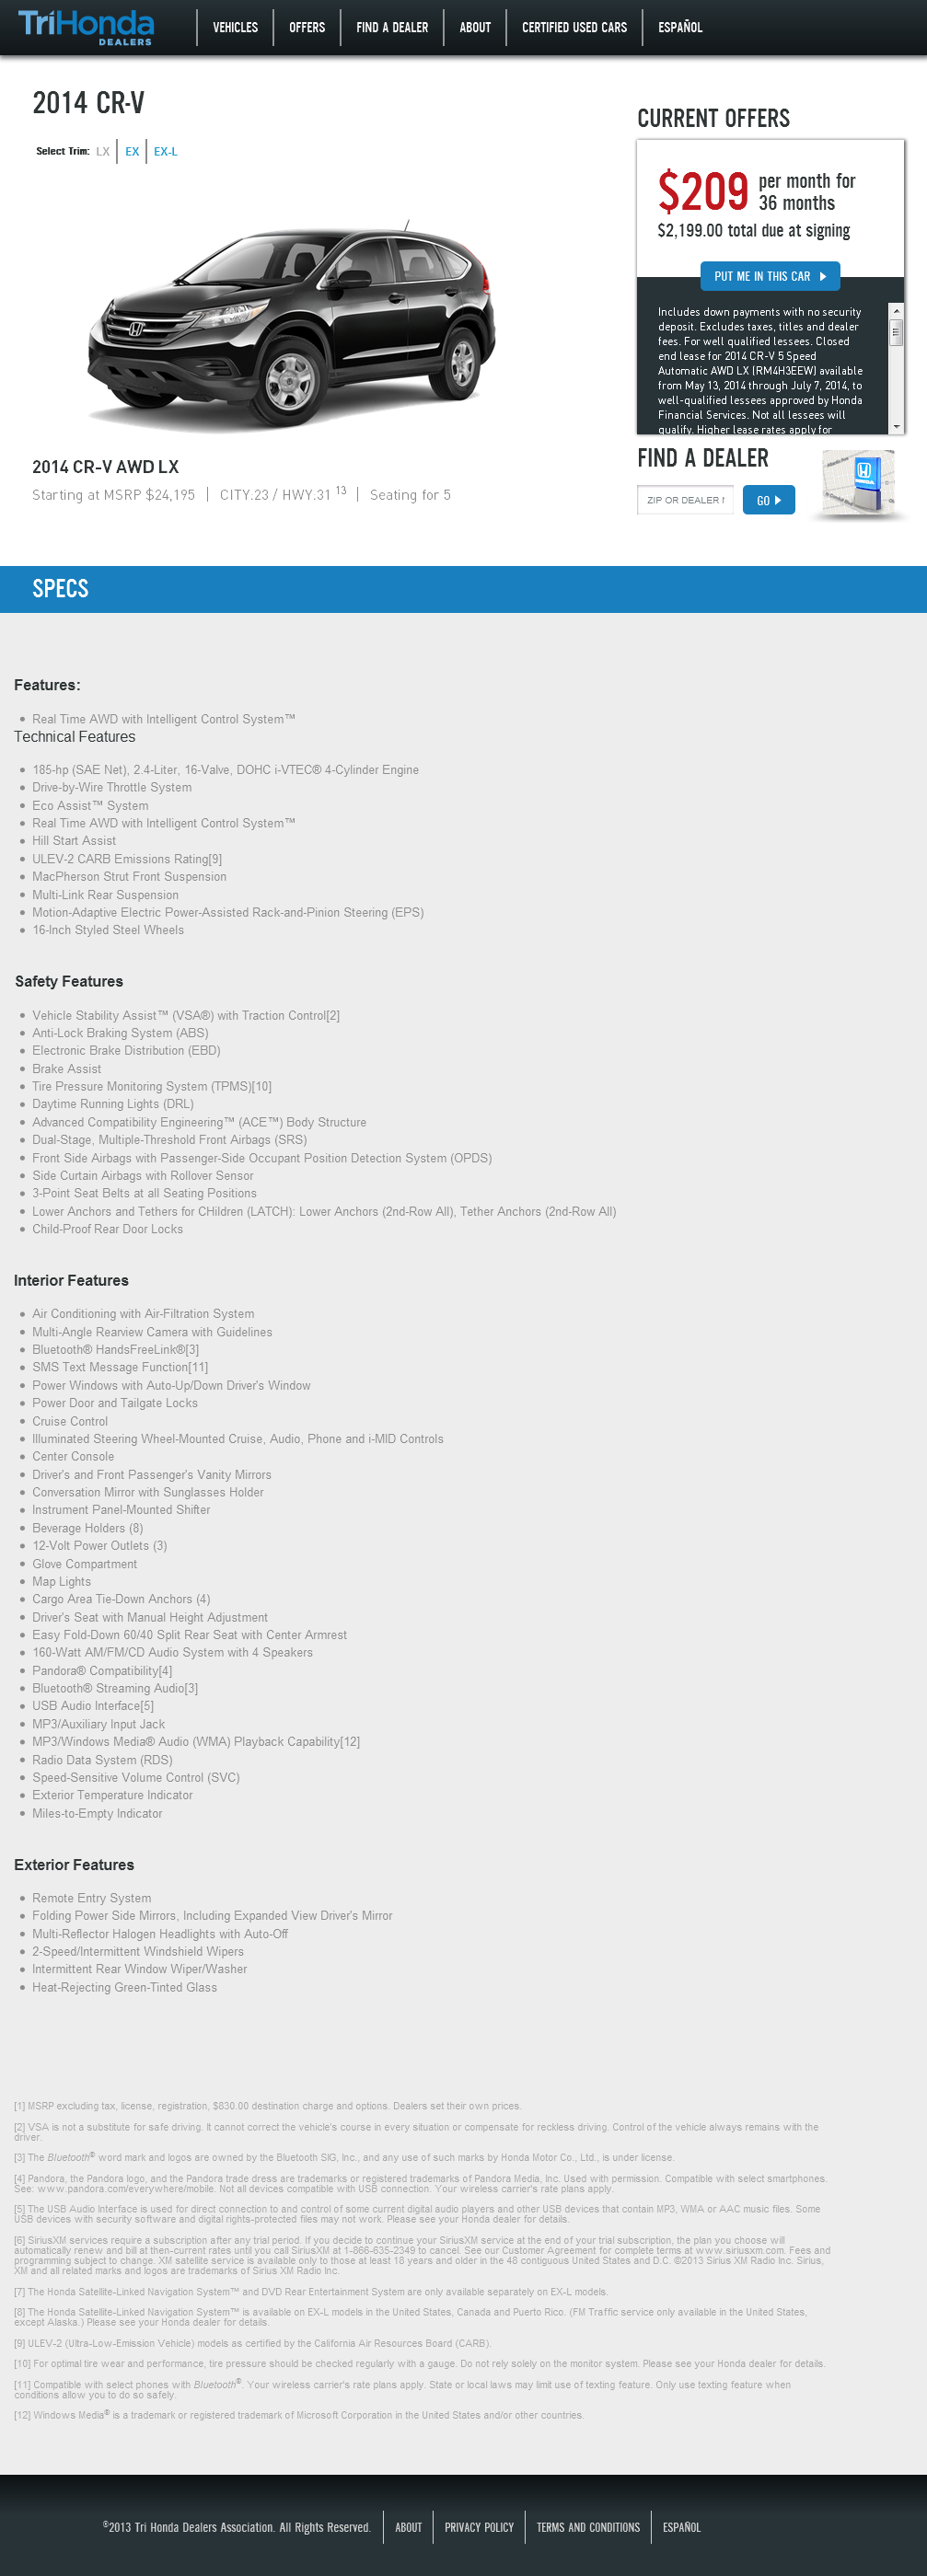 TriHonda
DEALERS
VEHICLES
OFFERS
FIND A DEALER
ABOUT
CERTIFIED USED CARS
ESPAÑOL
2014 CR-V
Select Trim: LX EX EX-L
2014 CR-V AWD LX
Starting at MSRP $24,195 | CITY.23 / HWY.31 13 | Seating for 5
CURRENT OFFERS
$209 per month for
36 months
$2,199.00 total due at signing
PUT ME IN THIS CAR
Includes down payments with no security
deposit. Excludes taxes, titles and dealer
fees. For well qualified lessees. Closed
end lease for 2014 CR-V 5 Speed
Automatic AWD LX (RM4H3EEW) available
from May 13, 2014 through July 7, 2014, to
well-qualified lessees approved by Honda
Financial Services. Not all lessees will
qualify. Higher lease rates apply for
FIND A DEALER
ZIP OR DEALER
GO
SPECS
Features:
Real Time AWD with Intelligent Control System™
Technical Features
185-hp (SAE Net), 2.4-Liter, 16-Valve, DOHC i-VTEC® 4-Cylinder Engine
Drive-by-Wire Throttle System
Eco Assist™ System
Real Time AWD with Intelligent Control System™
Hill Start Assist
ULEV-2 CARB Emissions Rating[9]
MacPherson Strut Front Suspension
Multi-Link Rear Suspension
Motion-Adaptive Electric Power-Assisted Rack-and-Pinion Steering (EPS)
16-Inch Styled Steel Wheels
Safety Features
Vehicle Stability Assist™ (VSA®) with Traction Control[2]
Anti-Lock Braking System (ABS)
Electronic Brake Distribution (EBD)
Brake Assist
Tire Pressure Monitoring System (TPMS)[10]
Daytime Running Lights (DRL)
Advanced Compatibility Engineering™ (ACE™) Body Structure
Dual-Stage, Multiple-Threshold Front Airbags (SRS)
Front Side Airbags with Passenger-Side Occupant Position Detection System (OPDS)
Side Curtain Airbags with Rollover Sensor
3-Point Seat Belts at all Seating Positions
Lower Anchors and Tethers for CHildren (LATCH): Lower Anchors (2nd-Row All), Tether Anchors (2nd-Row All)
Child-Proof Rear Door Locks
Interior Features
Air Conditioning with Air-Filtration System
Multi-Angle Rearview Camera with Guidelines
Bluetooth® HandsFreeLink®[3]
SMS Text Message Function[11]
Power Windows with Auto-Up/Down Driver's Window
Power Door and Tailgate Locks
Cruise Control
Illuminated Steering Wheel-Mounted Cruise, Audio, Phone and i-MID Controls
Center Console
Driver's and Front Passenger's Vanity Mirrors
Conversation Mirror with Sunglasses Holder
Instrument Panel-Mounted Shifter
Beverage Holders (8)
12-Volt Power Outlets (3)
Glove Compartment
Map Lights
Cargo Area Tie-Down Anchors (4)
Driver's Seat with Manual Height Adjustment
Easy Fold-Down 60/40 Split Rear Seat with Center Armrest
160-Watt AM/FM/CD Audio System with 4 Speakers
Pandora® Compatibility[4]
Bluetooth® Streaming Audio[3]
USB Audio Interface[5]
MP3/Auxiliary Input Jack
MP3/Windows Media® Audio (WMA) Playback Capability[12]
Radio Data System (RDS)
Speed-Sensitive Volume Control (SVC)
Exterior Temperature Indicator
Miles-to-Empty Indicator
Exterior Features
Remote Entry System
Folding Power Side Mirrors, Including Expanded View Driver's Mirror
Multi-Reflector Halogen Headlights with Auto-Off
2-Speed/Intermittent Windshield Wipers
Intermittent Rear Window Wiper/Washer
Heat-Rejecting Green-Tinted Glass
[1] MSRP excluding tax, license, registration, $830.00 destination charge and options. Dealers set their own prices.
[2] VSA is not a substitute for safe driving. It cannot correct the vehicle's course in every situation or compensate for reckless driving. Control of the vehicle always remains with the
driver.
[3] The Bluetooth® word mark and logos are owned by the Bluetooth SIG, Inc., and any use of such marks by Honda Motor Co., Ltd., is under license.
[4] Pandora, the Pandora logo, and the Pandora trade dress are trademarks or registered trademarks of Pandora Media, Inc. Used with permission. Compatible with select smartphones.
See: www.pandora.com/everywhere/mobile. Not all devices compatible with USB connection. Your wireless carrier's rate plans apply.
[5] The USB Audio Interface is used for direct connection to and control of some current digital audio players and other USB devices that contain MP3, WMA or AAC music files. Some
USB devices with security software and digital rights-protected files may not work. Please see your Honda dealer for details.
[6] SiriusXM services require a subscription after any trial period. If you decide to continue your SiriusXM service at the end of your trial subscription, the plan you choose will
automatically renew and bill at then-current rates until you call SiriusXM at 1-866-635-2349 to cancel. See our Customer Agreement for complete terms at www.siriusxm.com. Fees and
programming subject to change. XM satellite service is available only to those at least 18 years and older in the 48 contiguous United States and D.C. ©2013 Sirius XM Radio Inc. Sirius,
XM and all related marks and logos are trademarks of Sirius XM Radio Inc.
[7] The Honda Satellite-Linked Navigation System™ and DVD Rear Entertainment System are only available separately on EX-L models.
[8] The Honda Satellite-Linked Navigation System™ is available on EX-L models in the United States, Canada and Puerto Rico. (FM Traffic service only available in the United States,
except Alaska.) Please see your Honda dealer for details.
[9] ULEV-2 (Ultra-Low-Emission Vehicle) models as certified by the California Air Resources Board (CARB).
[10] For optimal tire wear and performance, tire pressure should be checked regularly with a gauge. Do not rely solely on the monitor system. Please see your Honda dealer for details.
[11] Compatible with select phones with Bluetooth®. Your wireless carrier's rate plans apply. State or local laws may limit use of texting feature. Only use texting feature when
conditions allow you to do so safely.
[12] Windows Media® is a trademark or registered trademark of Microsoft Corporation in the United States and/or other countries.
©2013 Tri Honda Dealers Association. All Rights Reserved.
ABOUT
PRIVACY POLICY
TERMS AND CONDITIONS
ESPAÑOL